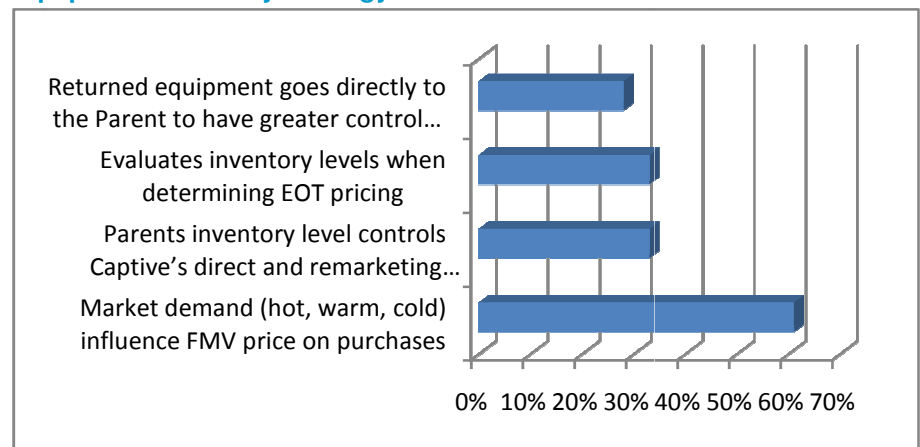 Returned equipment goes directly to
the Parent to have greater control…
Evaluates inventory levels when
determining EOT pricing
Parents inventory level controls
Captive’s direct and remarketing…
Market demand (hot, warm, cold)
influence FMV price on purchases
0% 10% 20% 30% 40% 50% 60% 70%